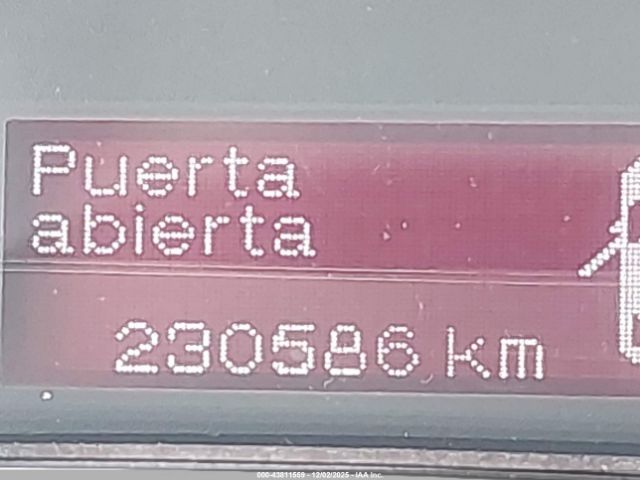 Puerta
abierta
230586 km
000-43811559 - 12/02/2025 - IAA Inc.